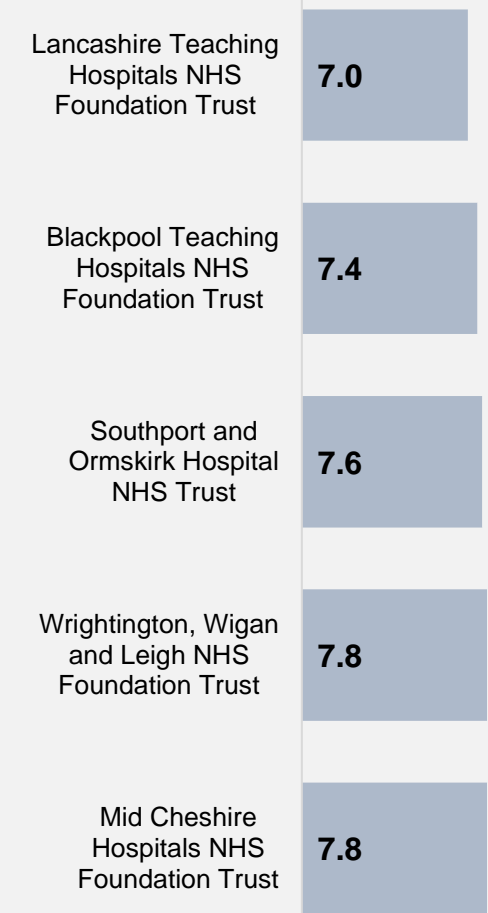 Lancashire Teaching
Hospitals NHS
Foundation Trust
7.0
Blackpool Teaching
Hospitals NHS
Foundation Trust
7.4
Southport and
Ormskirk Hospital
NHS Trust
7.6
Wrightington, Wigan
and Leigh NHS
Foundation Trust
7.8
Mid Cheshire
Hospitals NHS
Foundation Trust
7.8